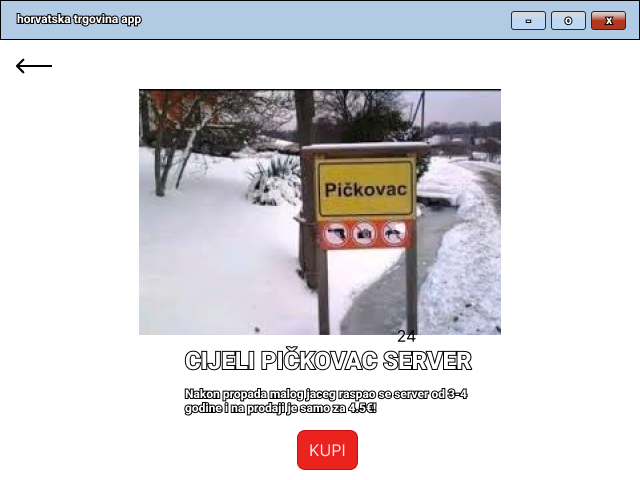 horvatska trgovina app
- o x
Pičkovac
24
CIJELI PIČKOVAC SERVER
Nakon propada malog jaceg raspao se server od 3-4
godine i na prodaji je samo za 4.5€!
KUPI